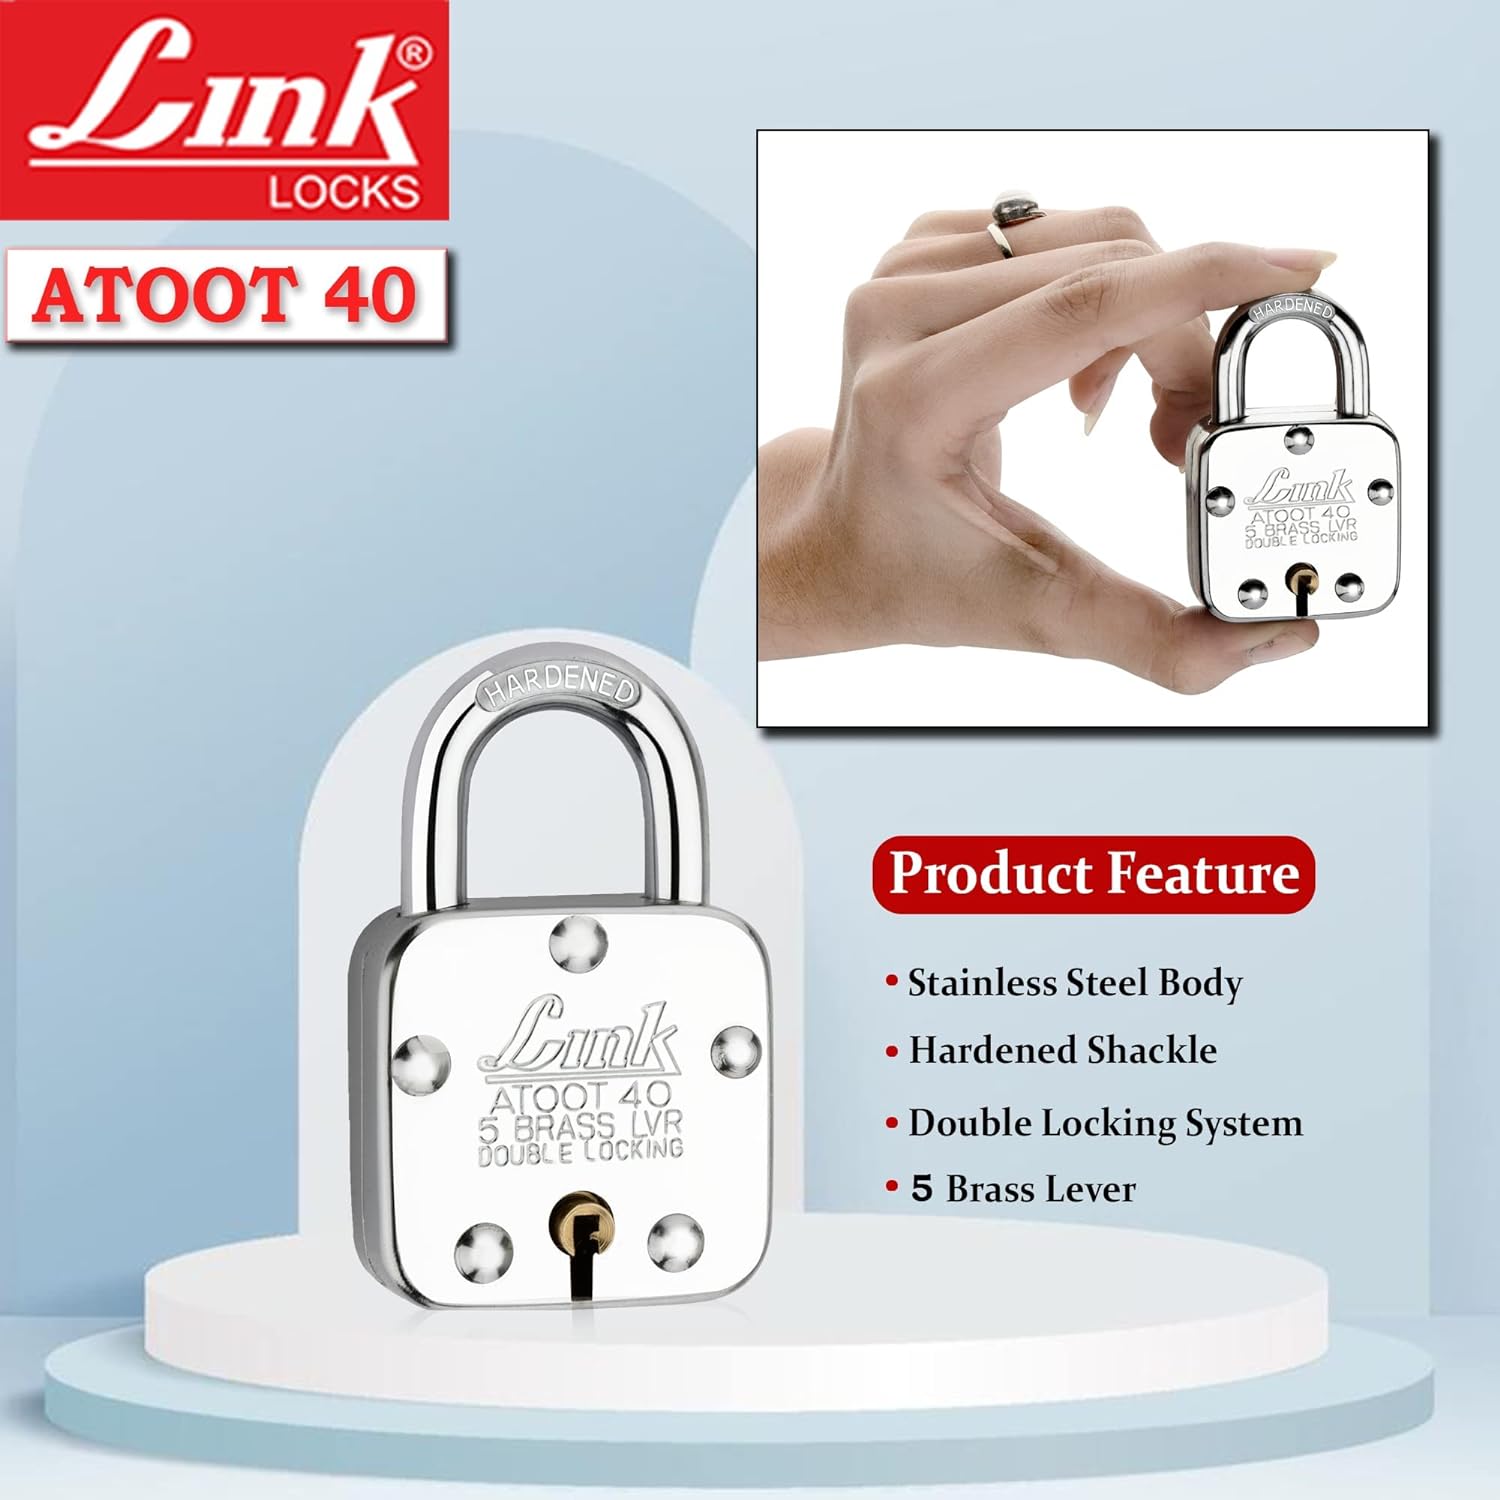 Link®
LOCKS
ATOOT 40
HARDENED
Link
ATOOT 40
5 BRASS LVR
DOUBLE LOCKING
HARDENED
Link
ATOOT 40
5 BRASS LVR
DOUBLE LOCKING
Product Feature
• Stainless Steel Body
• Hardened Shackle
• Double Locking System
• 5 Brass Lever